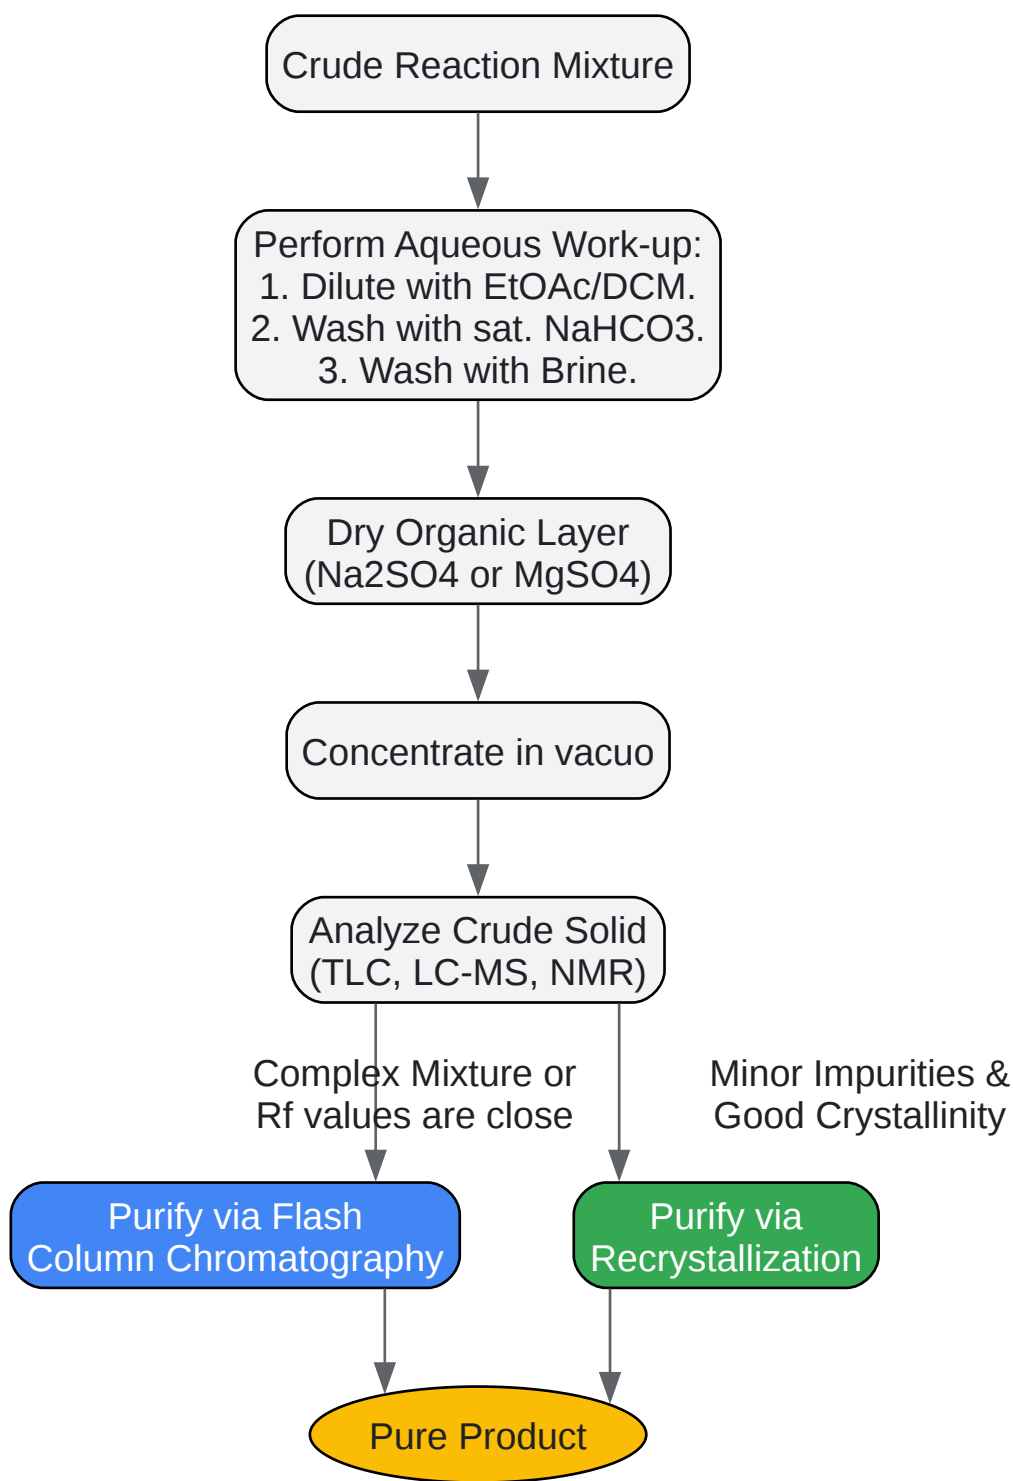 Crude Reaction Mixture
Perform Aqueous Work-up:
1. Dilute with EtOAc/DCM.
2. Wash with sat. NaHCO3.
3. Wash with Brine.
Dry Organic Layer
(Na2SO4 or MgSO4)
Concentrate in vacuo
Analyze Crude Solid
(TLC, LC-MS, NMR)
Complex Mixture or
Rf values are close
Minor Impurities &
Good Crystallinity
Purify via Flash
Column Chromatography
Purify via
Recrystallization
Pure Product